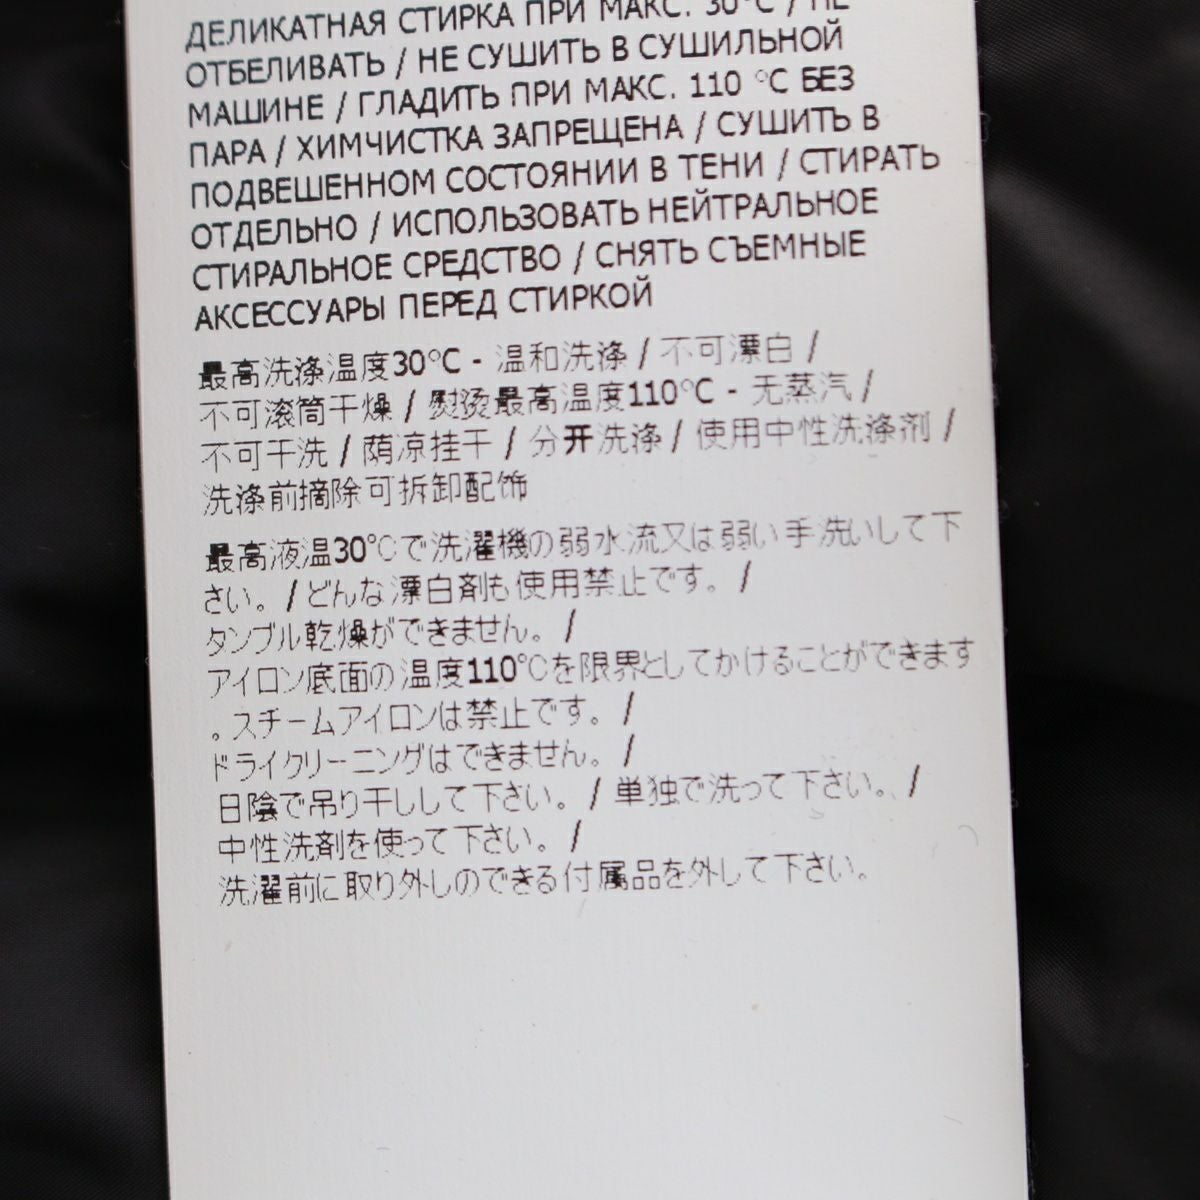 ДЕЛИКАТНАЯ СТИРКА ПРИ МАКС. 30°C / НЕ
ОТБЕЛИВАТЬ / НЕ СУШИТЬ В СУШИЛЬНОЙ
МАШИНЕ / ГЛАДИТЬ ПРИ МАКС. 110 °C БЕЗ
ПАРА / ХИМЧИСТКА ЗАПРЕЩЕНА / СУШИТЬ В
ПОДВЕШЕННОМ СОСТОЯНИИ В ТЕНИ / СТИРАТЬ
ОТДЕЛЬНО / ИСПОЛЬЗОВАТЬ НЕЙТРАЛЬНОЕ
СТИРАЛЬНОЕ СРЕДСТВО / СНЯТЬ СЪЕМНЫЕ
АКСЕССУАРЫ ПЕРЕД СТИРКОЙ
最高洗涤温度30°C - 温和洗涤 / 不可漂白 /
不可滚筒干燥 / 熨烫最高温度110°C - 无蒸汽 /
不可干洗 / 荫凉挂干 / 分开洗涤 / 使用中性洗涤剂 /
洗涤前摘除可拆卸配饰
最高液温30°Cで洗濯機の弱水流又は弱い手洗いして下
さい。 / どんな漂白剤も使用禁止です。 /
タンブル乾燥ができません。 /
アイロン底面の温度110°Cを限界としてかけることができます
。スチームアイロンは禁止です。 /
ドライクリーニングはできません。 /
日陰で吊り干しして下さい。 / 単独で洗って下さい。 /
中性洗剤を使って下さい。 /
洗濯前に取り外しのできる付属品を外して下さい。